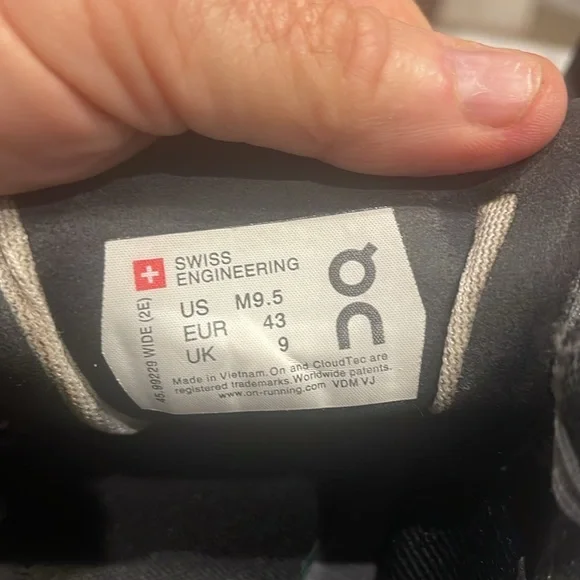 SWISS
ENGINEERING
US M9.5
EUR 43
UK 9
Made in Vietnam. On and CloudTec are
registered trademarks. Worldwide patents.
www.on-running.com VDM VJ
45.99229 WIDE (2E)
On